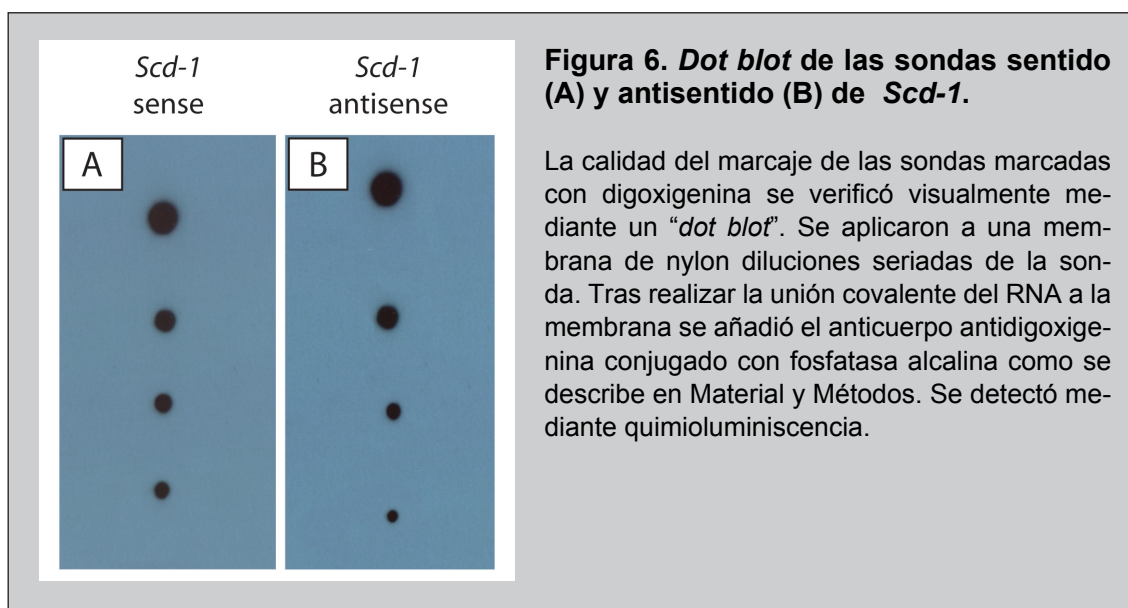 Scd-1
sense
Scd-1
antisense
A
B
Figura 6. Dot blot de las sondas sentido
(A) y antisentido (B) de Scd-1.
La calidad del marcaje de las sondas marcadas
con digoxigenina se verificó visualmente me-
diante un “dot blot”. Se aplicaron a una mem-
brana de nylon diluciones seriadas de la son-
da. Tras realizar la unión covalente del RNA a la
membrana se añadió el anticuerpo antidigoxige-
nina conjugado con fosfatasa alcalina como se
describe en Material y Métodos. Se detectó me-
diante quimioluminiscencia.